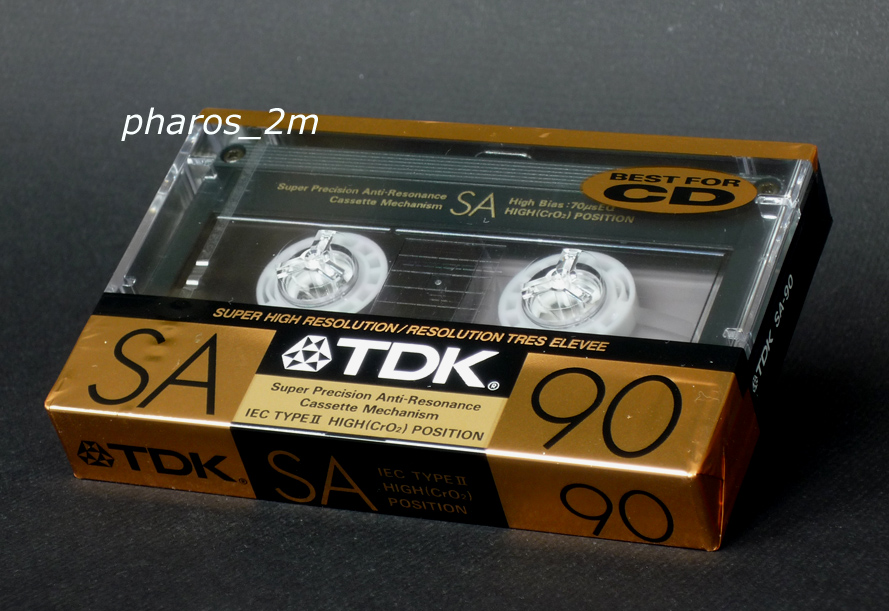 pharos_2m
BEST FOR
CD
Super Precision Anti-Resonance
Cassette Mechanism
SA
High Bias:70µsEQ
HIGH(CrO₂) POSITION
SUPER HIGH RESOLUTION/RESOLUTION TRES ELEVEE
SA
TDK®
Super Precision Anti-Resonance
Cassette Mechanism
IEC TYPE II HIGH(CrO₂) POSITION
90
TDK SA-90
TDK®
SA
IEC TYPE II
HIGH(CrO₂)
POSITION
90